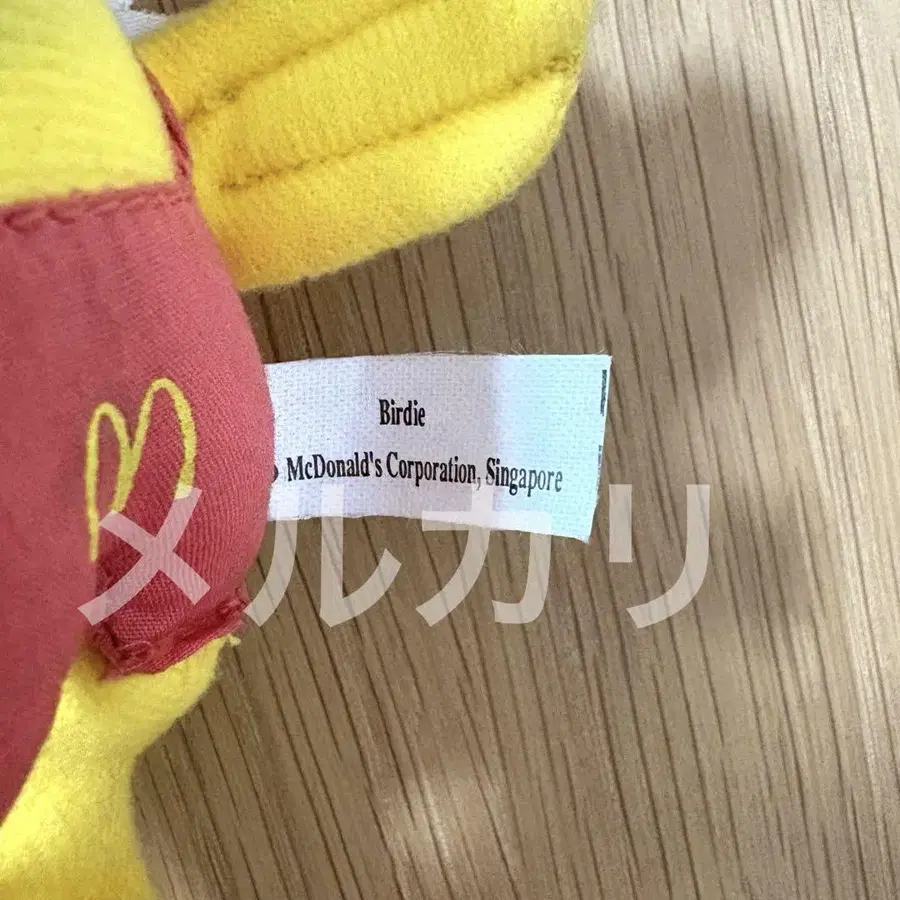 Birdie
McDonald's Corporation, Singapore
メルカリ